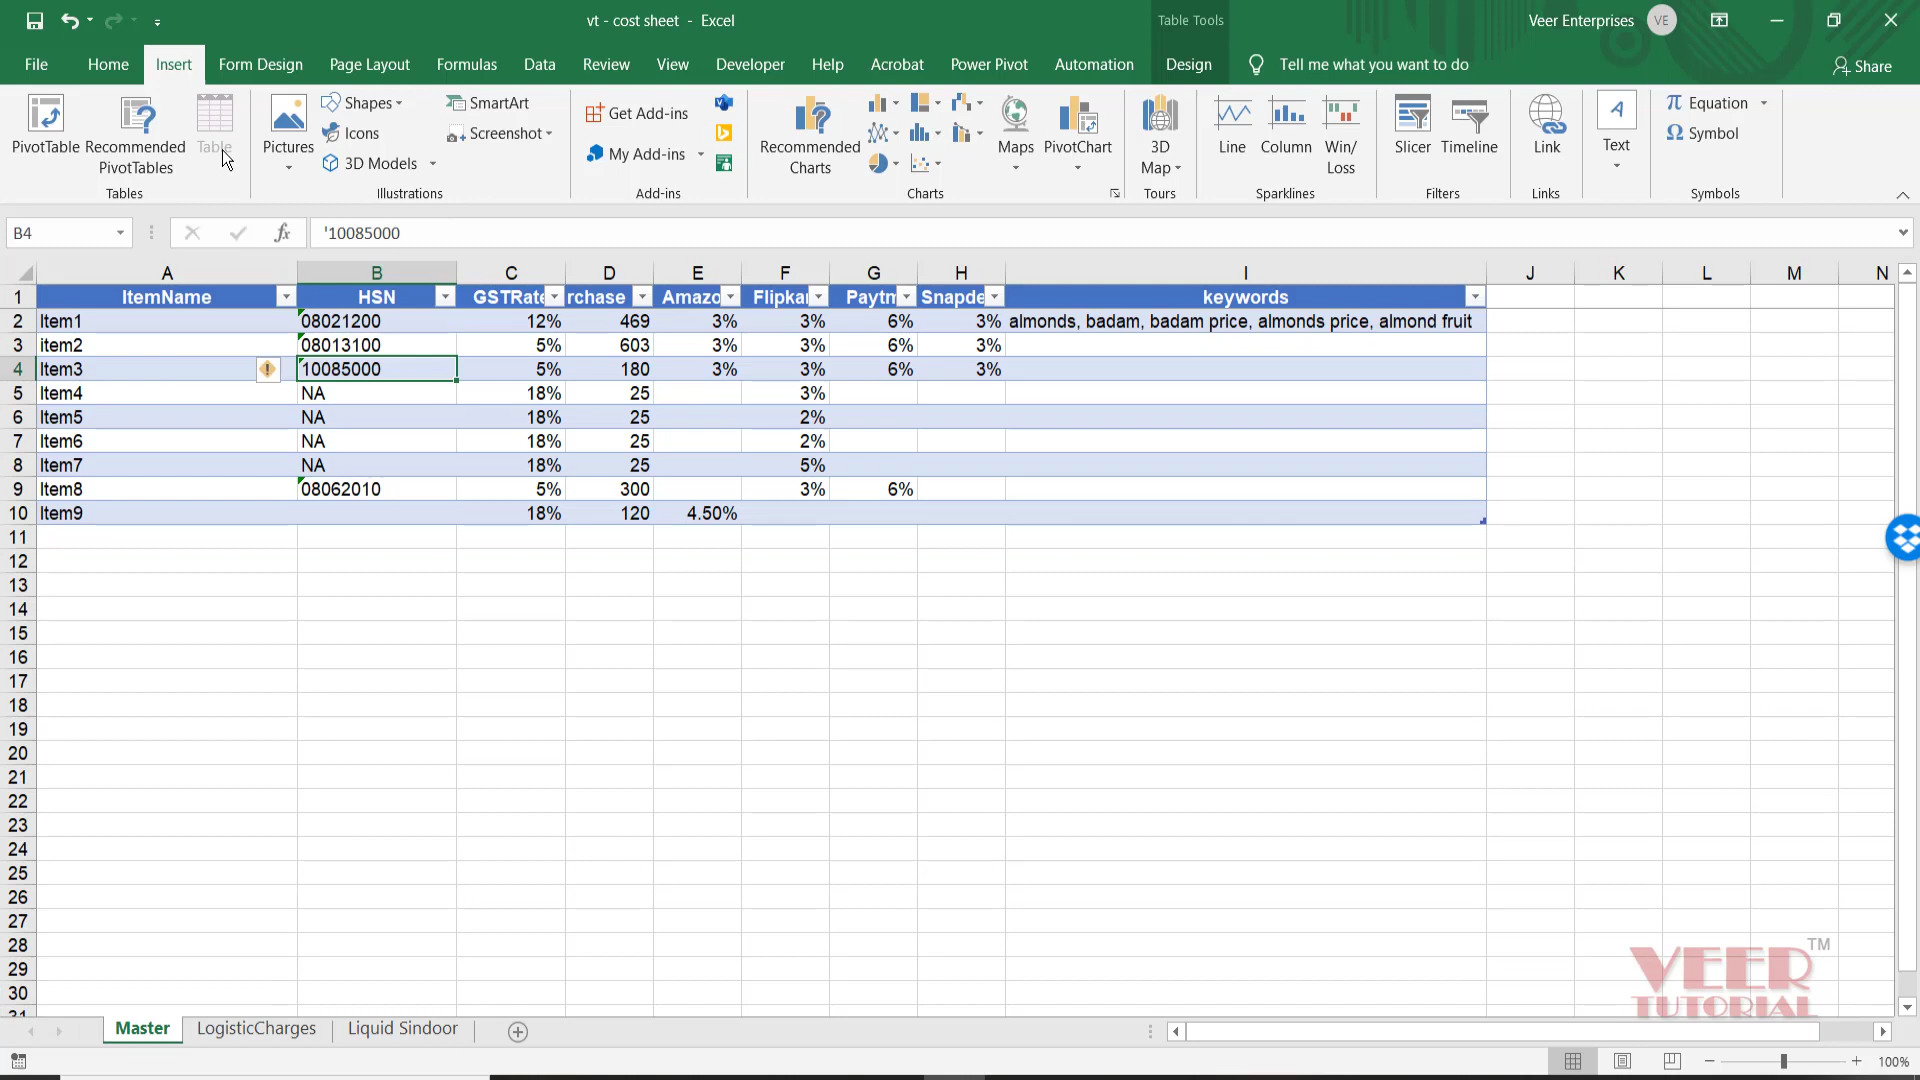 vt - cost sheet - Excel
Table Tools
Veer Enterprises
VE
File Home Insert Form Design Page Layout Formulas Data Review View Developer Help Acrobat Power Pivot Automation Design Tell me what you want to do Share
PivotTable
Recommended PivotTables
Table
Tables
Pictures
Shapes
Icons
3D Models
SmartArt
Screenshot
Illustrations
Get Add-ins
My Add-ins
Add-ins
Recommended Charts
Maps
PivotChart
Charts
3D Map
Tours
Line
Column
Win/Loss
Sparklines
Slicer
Timeline
Filters
Link
Links
A
Text
π Equation
Ω Symbol
Symbols
B4
fx
'10085000
A B C D E F G H I J K L M N
1 ItemName HSN GSTRate rchase Amazo Flipka Paytm Snapde keywords
2 Item1 08021200 12% 469 3% 3% 6% 3% almonds, badam, badam price, almonds price, almond fruit
3 item2 08013100 5% 603 3% 3% 6% 3%
4 Item3 10085000 5% 180 3% 3% 6% 3%
5 Item4 NA 18% 25 3%
6 Item5 NA 18% 25 2%
7 Item6 NA 18% 25 2%
8 Item7 NA 18% 25 5%
9 Item8 08062010 5% 300 3% 6%
10 Item9 18% 120 4.50%
11
12
13
14
15
16
17
18
19
20
21
22
23
24
25
26
27
28
29
30
31
VEER TM
TUTORIAL
Master LogisticCharges Liquid Sindoor
100%